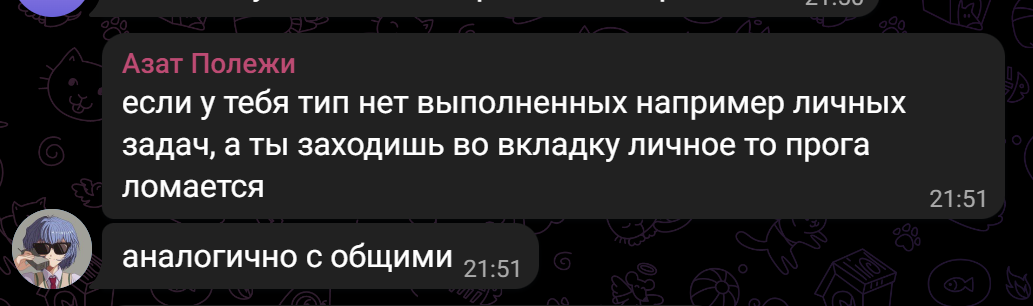 Азат Полежи
если у тебя тип нет выполненных например личных
задач, а ты заходишь во вкладку личное то прога
ломается
21:51
аналогично с общими 21:51